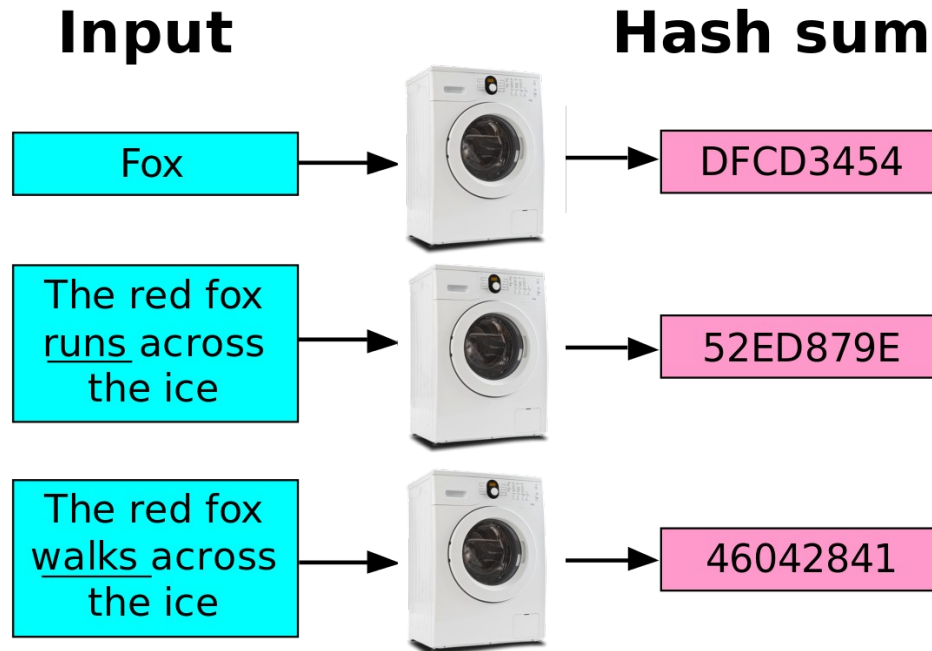 Input
Hash sum
Fox
DFCD3454
The red fox
runs across
the ice
52ED879E
The red fox
walks across
the ice
46042841